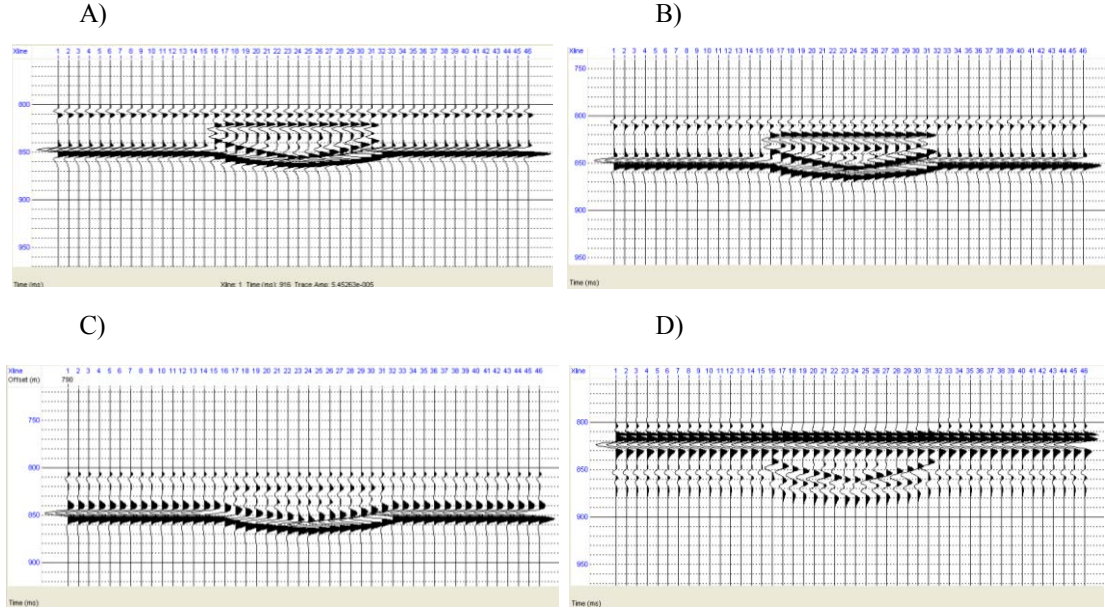 A)
Xline 1 2 3 4 5 6 7 8 9 10 11 12 13 14 15 16 17 18 19 20 21 22 23 24 25 26 27 28 29 30 31 32 33 34 35 36 37 38 39 40 41 42 43 44 45 46
800
850
900
950
Time (ms) Xline: 1 Time (ms): 916 Trace Amp: 5.45263e-005
B)
Xline 1 2 3 4 5 6 7 8 9 10 11 12 13 14 15 16 17 18 19 20 21 22 23 24 25 26 27 28 29 30 31 32 33 34 35 36 37 38 39 40 41 42 43 44 45 46
750
800
850
900
950
Time (ms)
C)
Xline 1 2 3 4 5 6 7 8 9 10 11 12 13 14 15 16 17 18 19 20 21 22 23 24 25 26 27 28 29 30 31 32 33 34 35 36 37 38 39 40 41 42 43 44 45 46
Offset (m)
750
800
850
900
Time (ms)
D)
Xline 1 2 3 4 5 6 7 8 9 10 11 12 13 14 15 16 17 18 19 20 21 22 23 24 25 26 27 28 29 30 31 32 33 34 35 36 37 38 39 40 41 42 43 44 45 46
800
850
900
950
Time (ms)